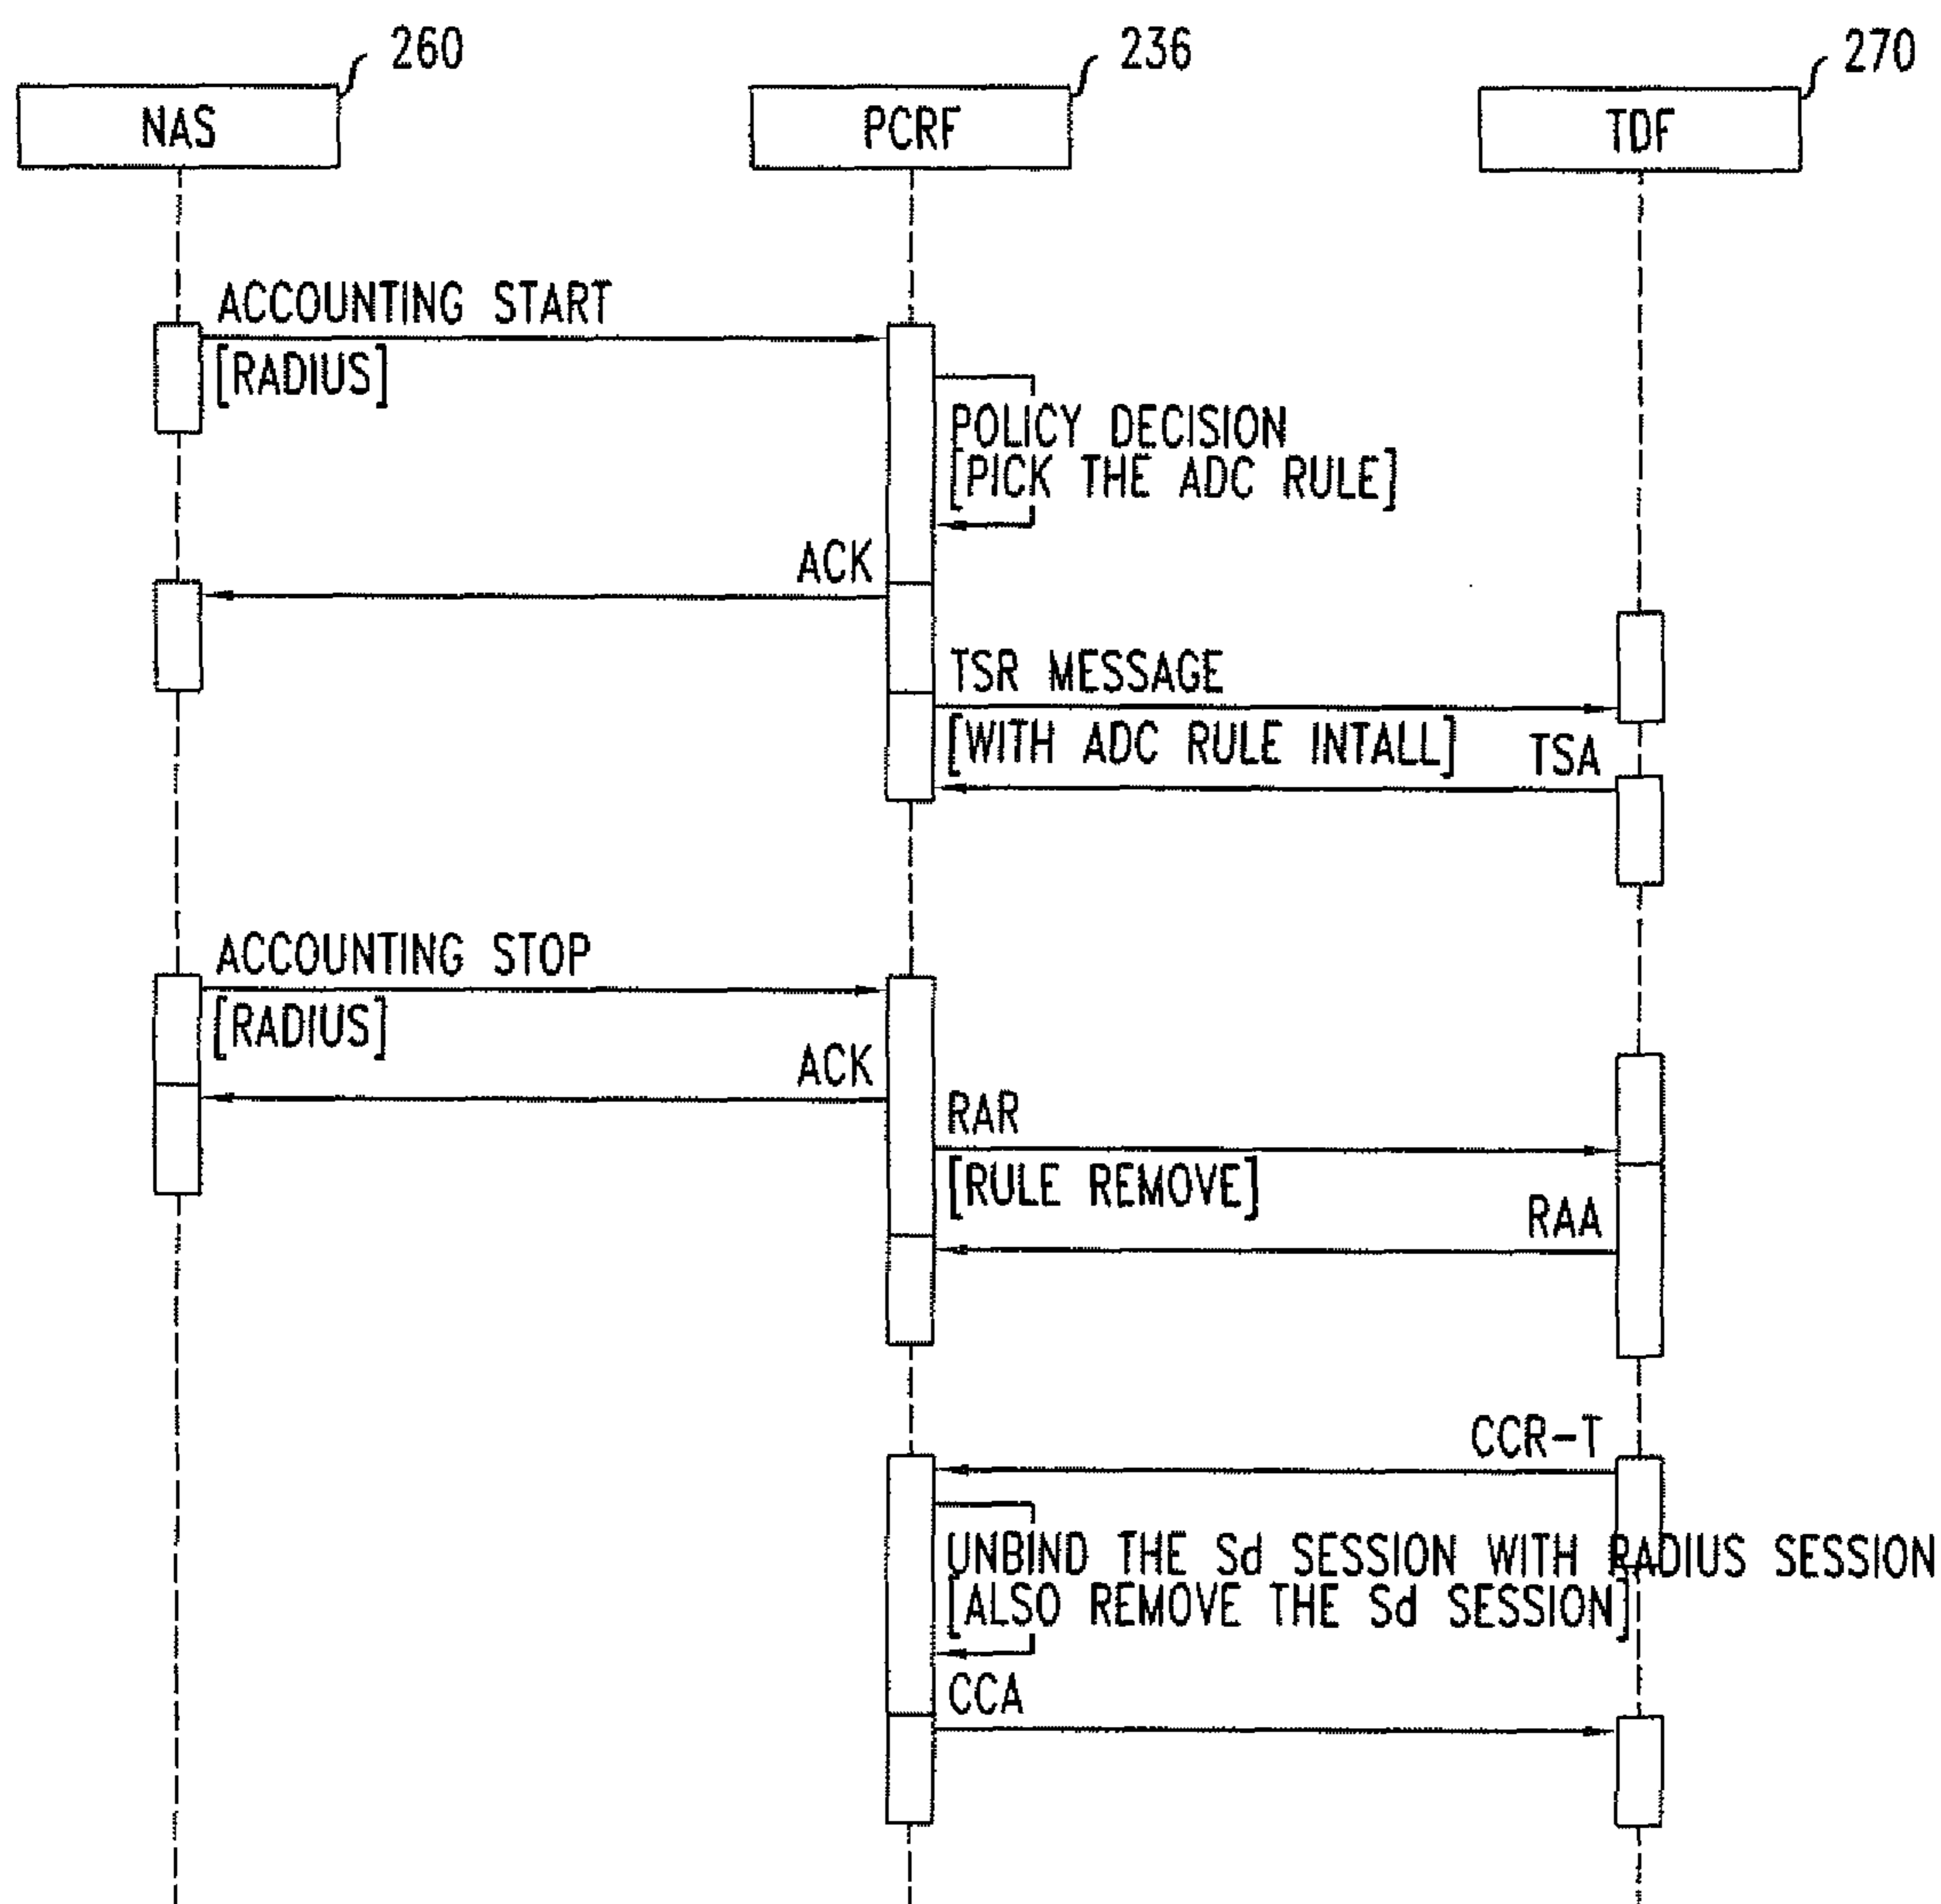 260
236
270
NAS
PCRF
TDF
ACCOUNTING START
[RADIUS]
POLICY DECISION
[PICK THE ADC RULE]
ACK
TSR MESSAGE
[WITH ADC RULE INTALL]
TSA
ACCOUNTING STOP
[RADIUS]
ACK
RAR
[RULE REMOVE]
RAA
CCR-T
UNBIND THE Sd SESSION WITH RADIUS SESSION
[ALSO REMOVE THE Sd SESSION]
CCA